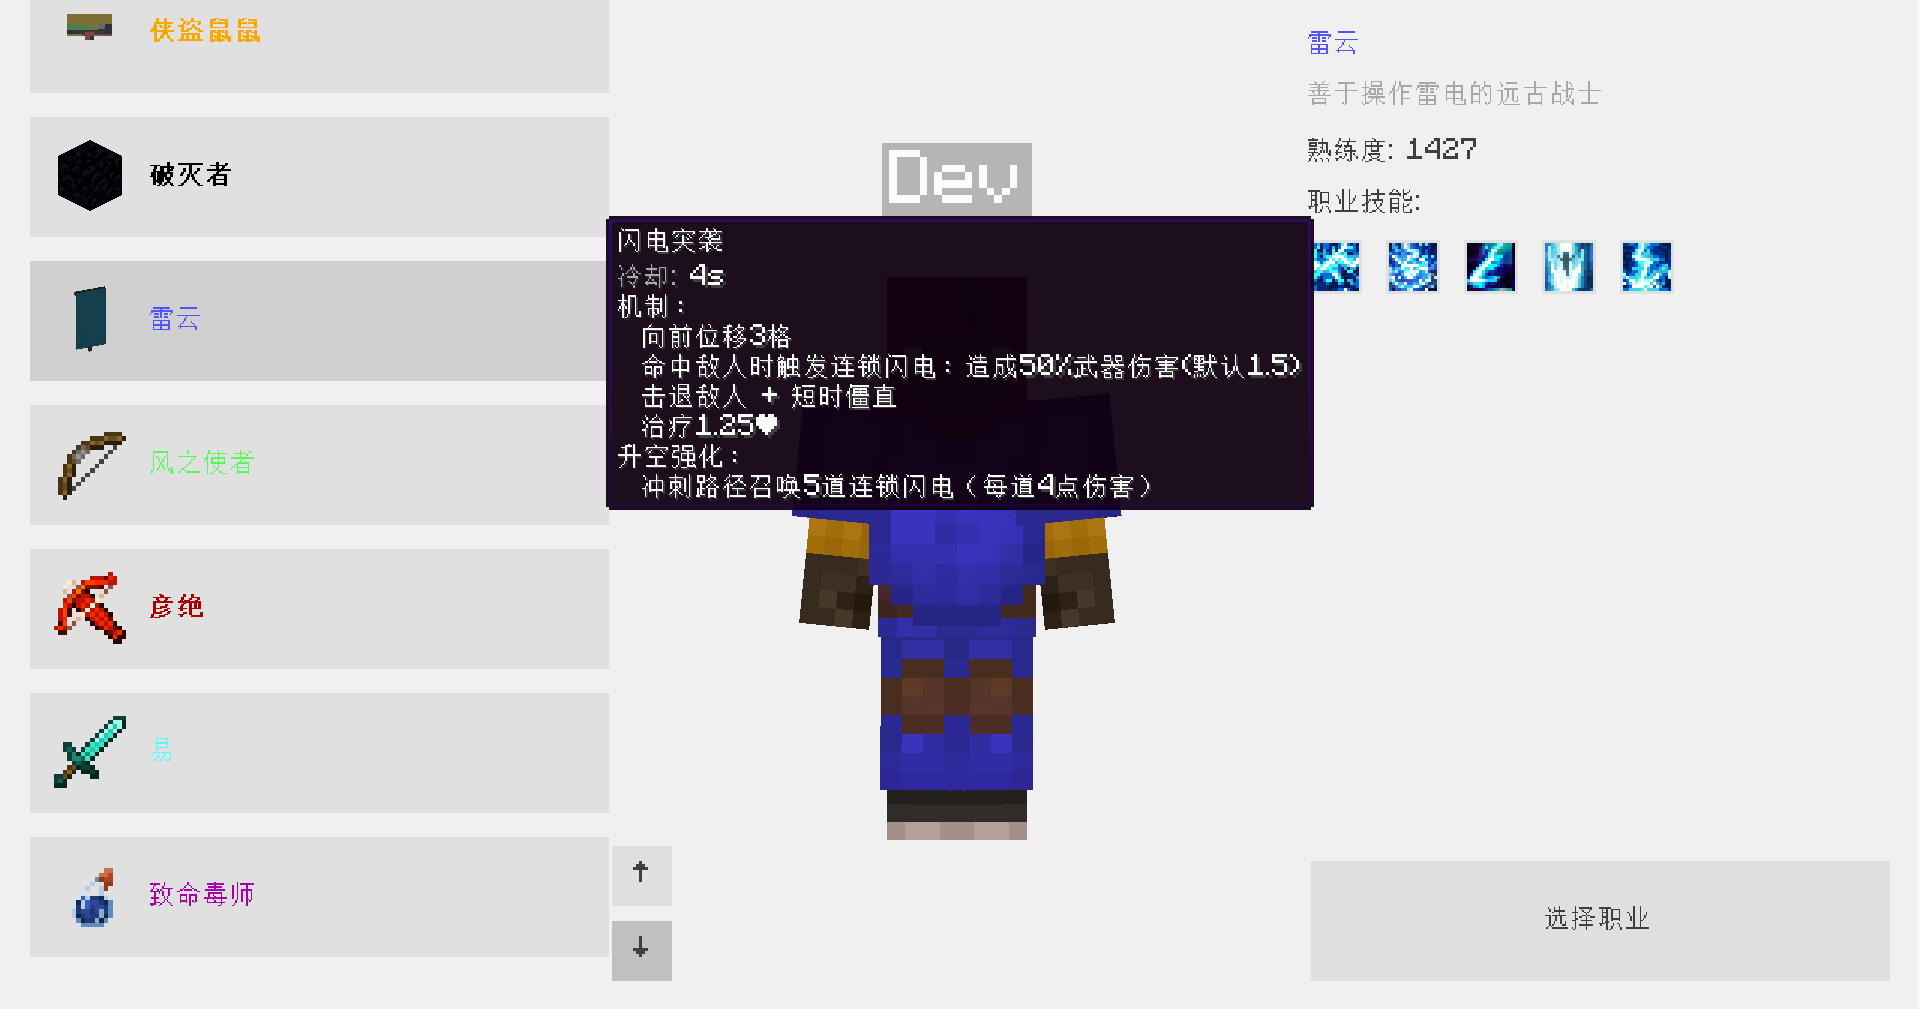 侠盗鼠鼠
破灭者
雷云
风之使者
彦绝
易
致命毒师
Dev
闪电突袭
冷却: 4s
机制:
向前位移3格
命中敌人时触发连锁闪电: 造成50%武器伤害(默认1.5)
击退敌人 + 短时僵直
治疗1.25♥
升空强化:
冲刺路径召唤5道连锁闪电（每道4点伤害）
↑
↓
雷云
善于操作雷电的远古战士
熟练度: 1427
职业技能:
选择职业